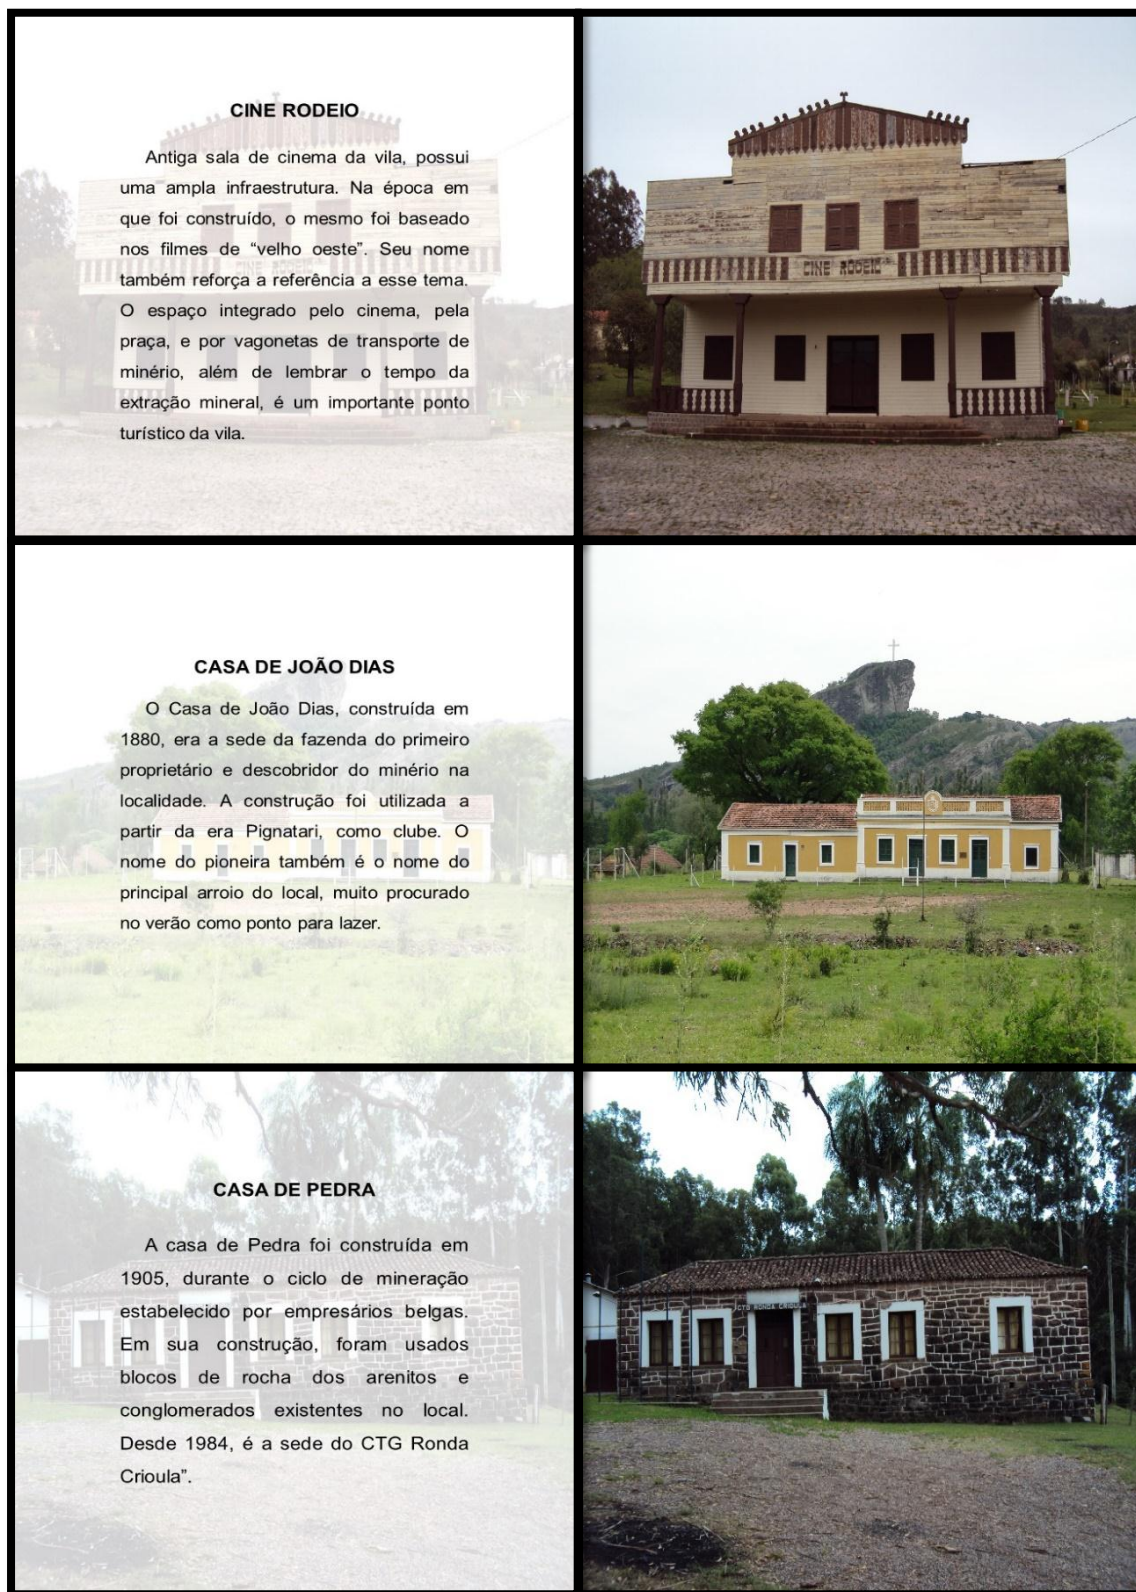 CINE RODEIO
Antiga sala de cinema da vila, possui
uma ampla infraestrutura. Na época em
que foi construído, o mesmo foi baseado
nos filmes de “velho oeste”. Seu nome
também reforça a referência a esse tema.
O espaço integrado pelo cinema, pela
praça, e por vagonetas de transporte de
minério, além de lembrar o tempo da
extração mineral, é um importante ponto
turístico da vila.
CINE RODEIO
CINE RODEIO
CASA DE JOÃO DIAS
O Casa de João Dias, construída em
1880, era a sede da fazenda do primeiro
proprietário e descobridor do minério na
localidade. A construção foi utilizada a
partir da era Pignatari, como clube. O
nome do pioneira também é o nome do
principal arroio do local, muito procurado
no verão como ponto para lazer.
CASA DE PEDRA
A casa de Pedra foi construída em
1905, durante o ciclo de mineração
estabelecido por empresários belgas.
Em sua construção, foram usados
blocos de rocha dos arenitos e
conglomerados existentes no local.
Desde 1984, é a sede do CTG Ronda
Crioula”.
CTG RONDA CRIOULA